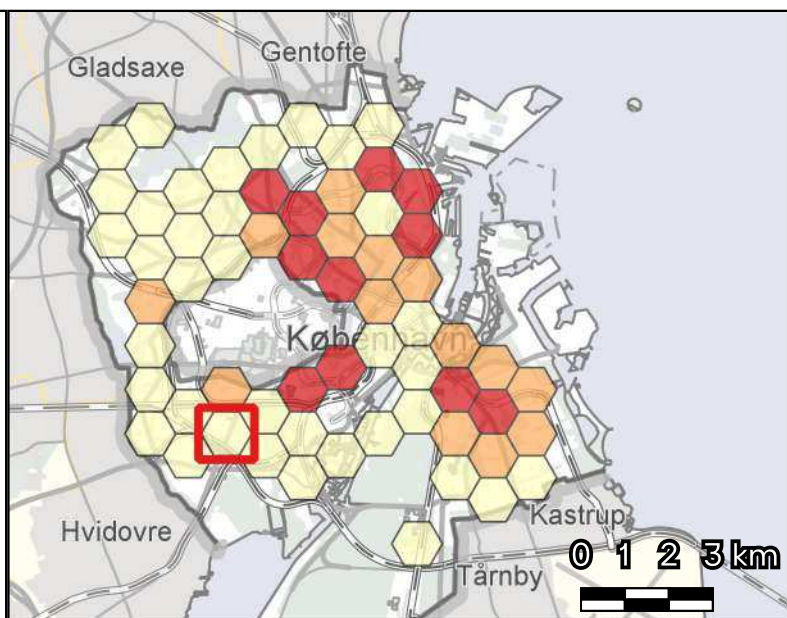 Gentofte
Gladsaxe
København
Hvidovre
Kastrup
0 1 2 3 km
Tårnby